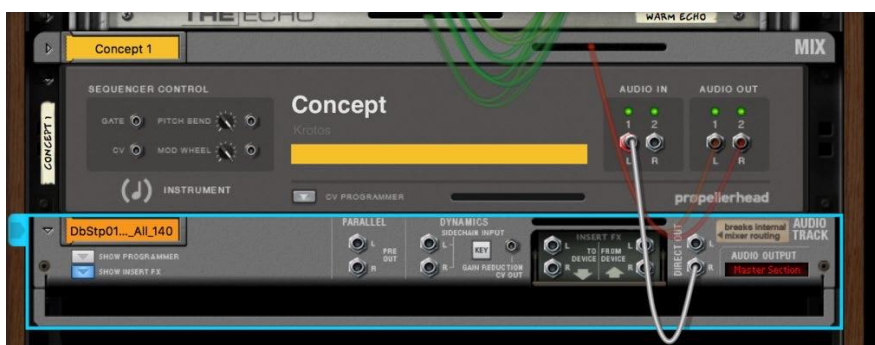 THE ECHO
WARM ECHO
Concept 1
MIX
SEQUENCER CONTROL
GATE
PITCH BEND
CV
MOD WHEEL
INSTRUMENT
CONCEPT 1
Concept
Krotos
CV PROGRAMMER
AUDIO IN
1 2
L R
AUDIO OUT
1 2
L R
propellerhead
DbStp01..._All_140
SHOW PROGRAMMER
SHOW INSERT FX
PARALLEL
L
R
PRE OUT
DYNAMICS
SIDECHAIN INPUT
L
R
KEY
GAIN REDUCTION
CV OUT
INSERT FX
L L
TO DEVICE FROM DEVICE
R R
DIRECT OUT
L
R
breaks internal
mixer routing
AUDIO
TRACK
AUDIO OUTPUT
Master Section